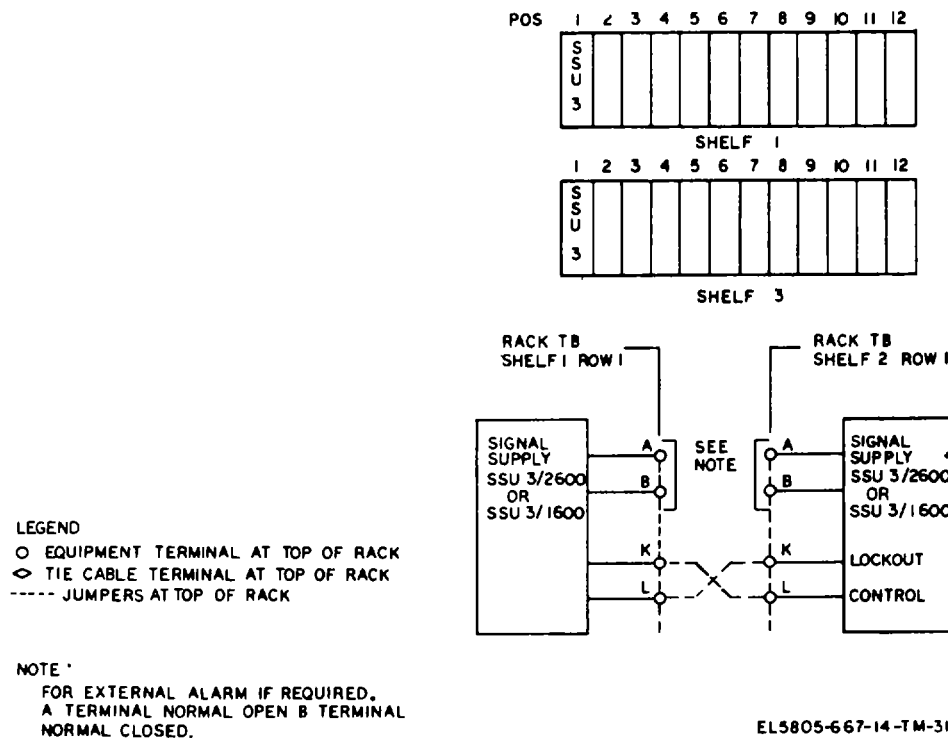 POS 1 2 3 4 5 6 7 8 9 10 11 12
S
S
U
3
SHELF 1
1 2 3 4 5 6 7 8 9 10 11 12
S
S
U
3
SHELF 3
RACK TB
SHELF 1 ROW 1
RACK TB
SHELF 2 ROW 1
SIGNAL
SUPPLY
SSU 3/2600
OR
SSU 3/1600
A
B
K
L
SEE
NOTE
A
B
K
L
SIGNAL
SUPPLY
SSU 3/2600
OR
SSU 3/1600
LOCKOUT
CONTROL
LEGEND
EQUIPMENT TERMINAL AT TOP OF RACK
TIE CABLE TERMINAL AT TOP OF RACK
JUMPERS AT TOP OF RACK
NOTE
FOR EXTERNAL ALARM IF REQUIRED.
A TERMINAL NORMAL OPEN B TERMINAL
NORMAL CLOSED.
EL5805-667-14-TM-31